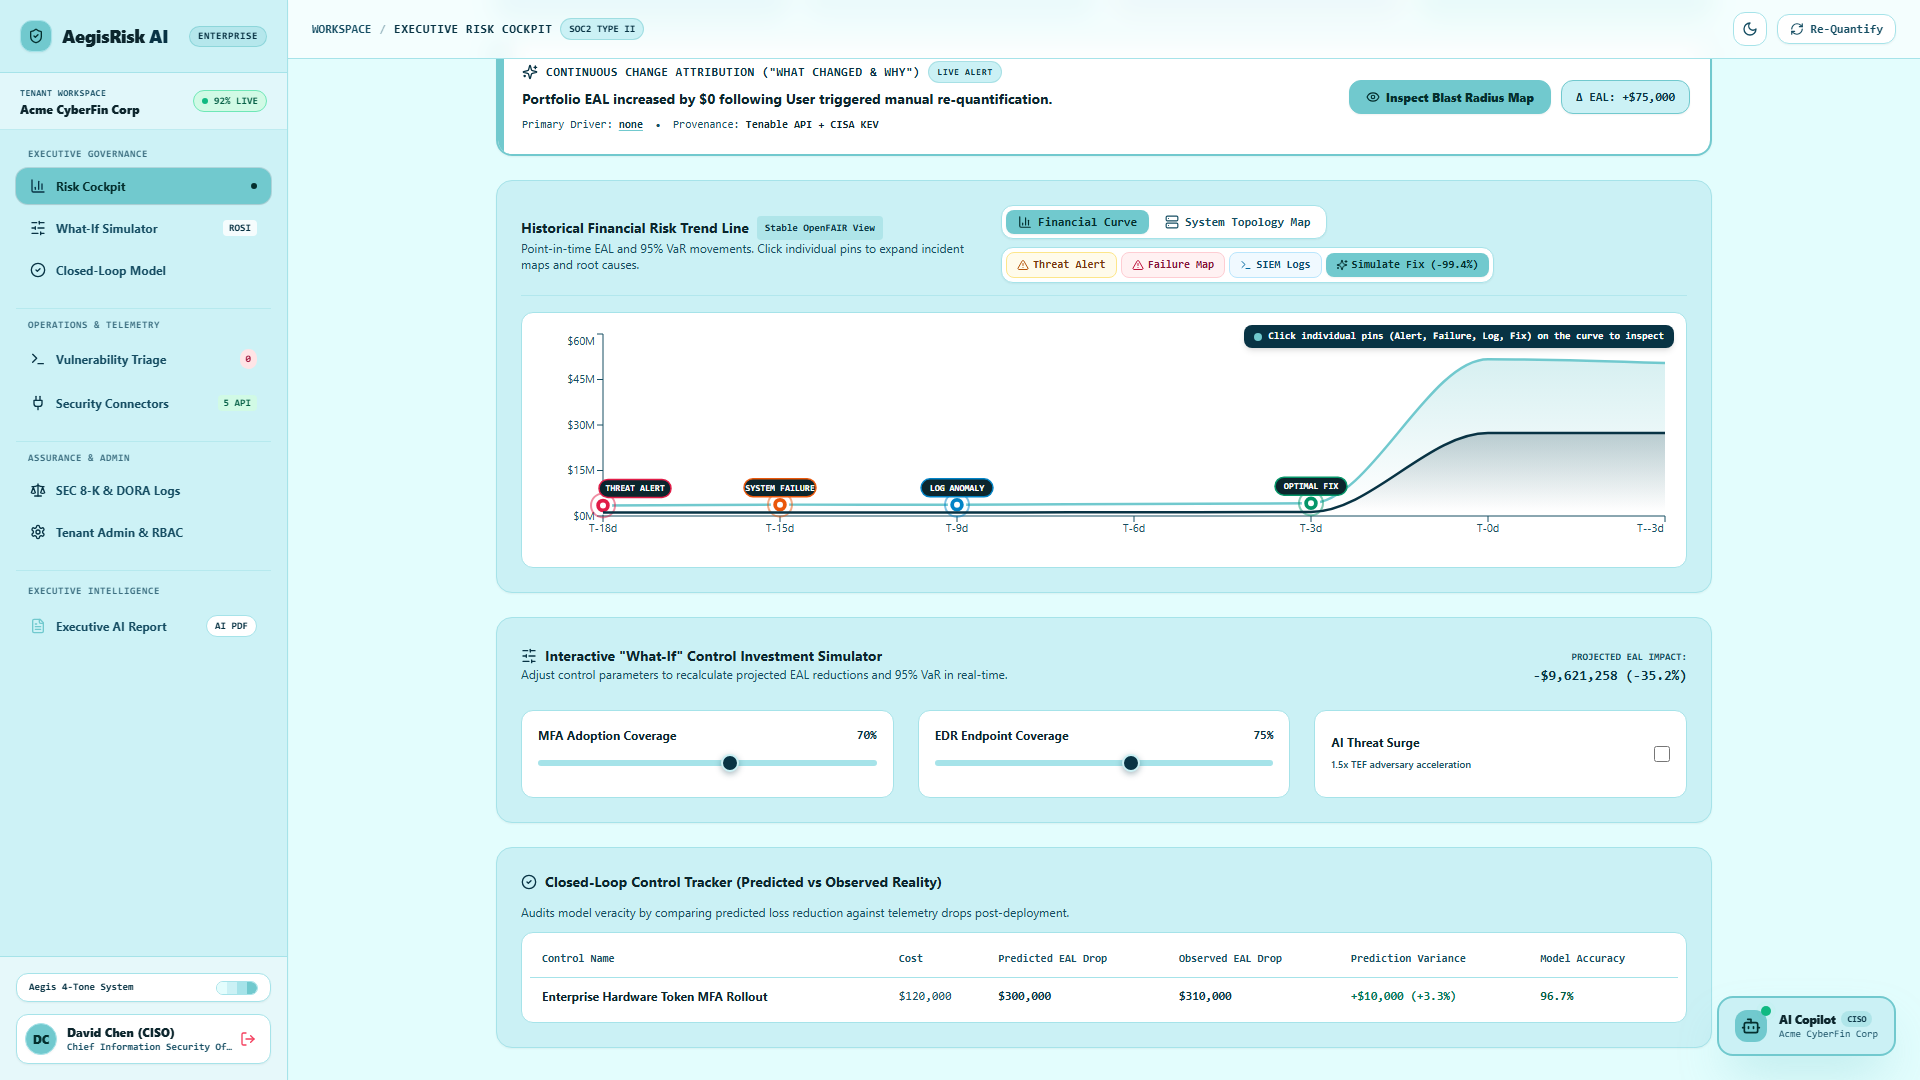 AegisRisk AI
ENTERPRISE
TENANT WORKSPACE
Acme CyberFin Corp
92% LIVE
EXECUTIVE GOVERNANCE
Risk Cockpit
What-If Simulator
ROSI
Closed-Loop Model
OPERATIONS & TELEMETRY
Vulnerability Triage
0
Security Connectors
5 API
ASSURANCE & ADMIN
SEC 8-K & DORA Logs
Tenant Admin & RBAC
EXECUTIVE INTELLIGENCE
Executive AI Report
AI PDF
Aegis 4-Tone System
DC
David Chen (CISO)
Chief Information Security Of…
WORKSPACE / EXECUTIVE RISK COCKPIT
SOC2 TYPE II
Re-Quantify
CONTINUOUS CHANGE ATTRIBUTION ("WHAT CHANGED & WHY")
LIVE ALERT
Portfolio EAL increased by $0 following User triggered manual re-quantification.
Primary Driver: none • Provenance: Tenable API + CISA KEV
Inspect Blast Radius Map
Δ EAL: +$75,000
Historical Financial Risk Trend Line
Stable OpenFAIR View
Point-in-time EAL and 95% VaR movements. Click individual pins to expand incident
maps and root causes.
Financial Curve
System Topology Map
Threat Alert
Failure Map
SIEM Logs
Simulate Fix (-99.4%)
Click individual pins (Alert, Failure, Log, Fix) on the curve to inspect
$60M
$45M
$30M
$15M
$0M
THREAT ALERT
SYSTEM FAILURE
LOG ANOMALY
OPTIMAL FIX
T-18d
T-15d
T-9d
T-6d
T-3d
T-0d
T--3d
Interactive "What-If" Control Investment Simulator
Adjust control parameters to recalculate projected EAL reductions and 95% VaR in real-time.
PROJECTED EAL IMPACT:
-$9,621,258 (-35.2%)
MFA Adoption Coverage
70%
EDR Endpoint Coverage
75%
AI Threat Surge
1.5x TEF adversary acceleration
Closed-Loop Control Tracker (Predicted vs Observed Reality)
Audits model veracity by comparing predicted loss reduction against telemetry drops post-deployment.
Control Name Cost Predicted EAL Drop Observed EAL Drop Prediction Variance Model Accuracy
Enterprise Hardware Token MFA Rollout $120,000 $300,000 $310,000 +$10,000 (+3.3%) 96.7%
AI Copilot
CISO
Acme CyberFin Corp